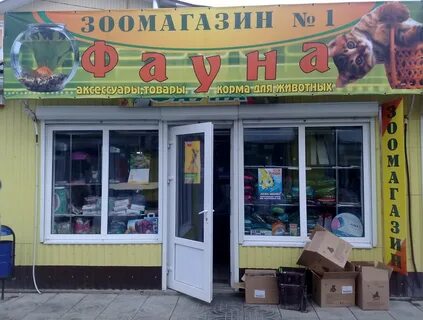 ЗООМАГАЗИН № 1
Фауна
аксессуары, товары, корма для животных
ЗООМАГАЗИН